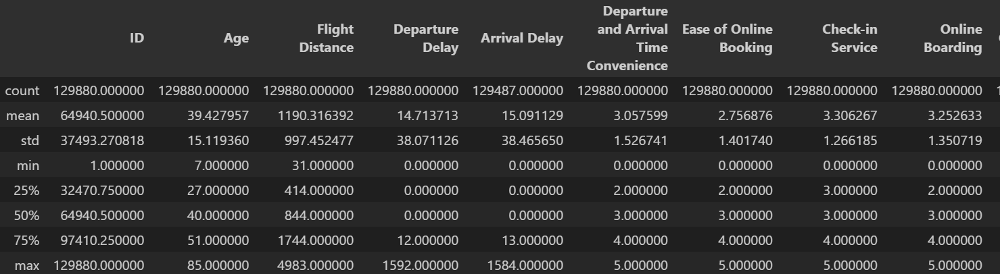 ID Age Flight Distance Departure Delay Arrival Delay Departure and Arrival Time Convenience Ease of Online Booking Check-in Service Online Boarding
count 129880.000000 129880.000000 129880.000000 129880.000000 129487.000000 129880.000000 129880.000000 129880.000000 129880.000000
mean 64940.500000 39.427957 1190.316392 14.713713 15.091129 3.057599 2.756876 3.306267 3.252633
std 37493.270818 15.119360 997.452477 38.071126 38.465650 1.526741 1.401740 1.266185 1.350719
min 1.000000 7.000000 31.000000 0.000000 0.000000 0.000000 0.000000 0.000000 0.000000
25% 32470.750000 27.000000 414.000000 0.000000 0.000000 2.000000 2.000000 3.000000 2.000000
50% 64940.500000 40.000000 844.000000 0.000000 0.000000 3.000000 3.000000 3.000000 3.000000
75% 97410.250000 51.000000 1744.000000 12.000000 13.000000 4.000000 4.000000 4.000000 4.000000
max 129880.000000 85.000000 4983.000000 1592.000000 1584.000000 5.000000 5.000000 5.000000 5.000000